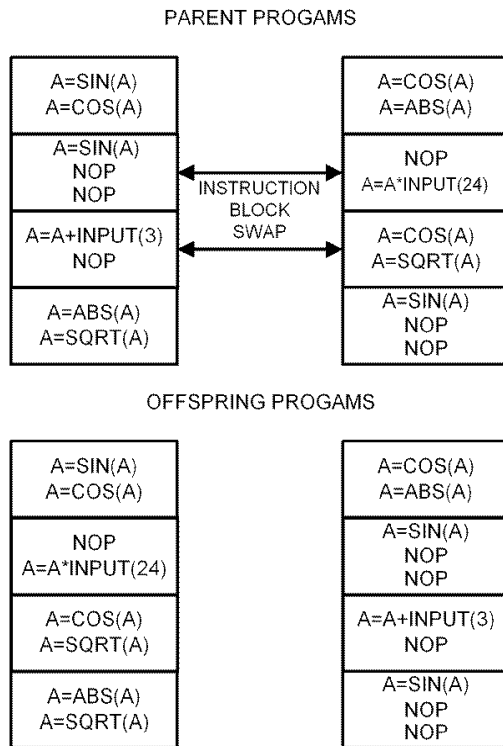 PARENT PROGAMS
A=SIN(A)
A=COS(A)
A=SIN(A)
NOP
NOP
A=A+INPUT(3)
NOP
A=ABS(A)
A=SQRT(A)
INSTRUCTION
BLOCK
SWAP
A=COS(A)
A=ABS(A)
NOP
A=A*INPUT(24)
A=COS(A)
A=SQRT(A)
A=SIN(A)
NOP
NOP
OFFSPRING PROGAMS
A=SIN(A)
A=COS(A)
NOP
A=A*INPUT(24)
A=COS(A)
A=SQRT(A)
A=ABS(A)
A=SQRT(A)
A=COS(A)
A=ABS(A)
A=SIN(A)
NOP
NOP
A=A+INPUT(3)
NOP
A=SIN(A)
NOP
NOP